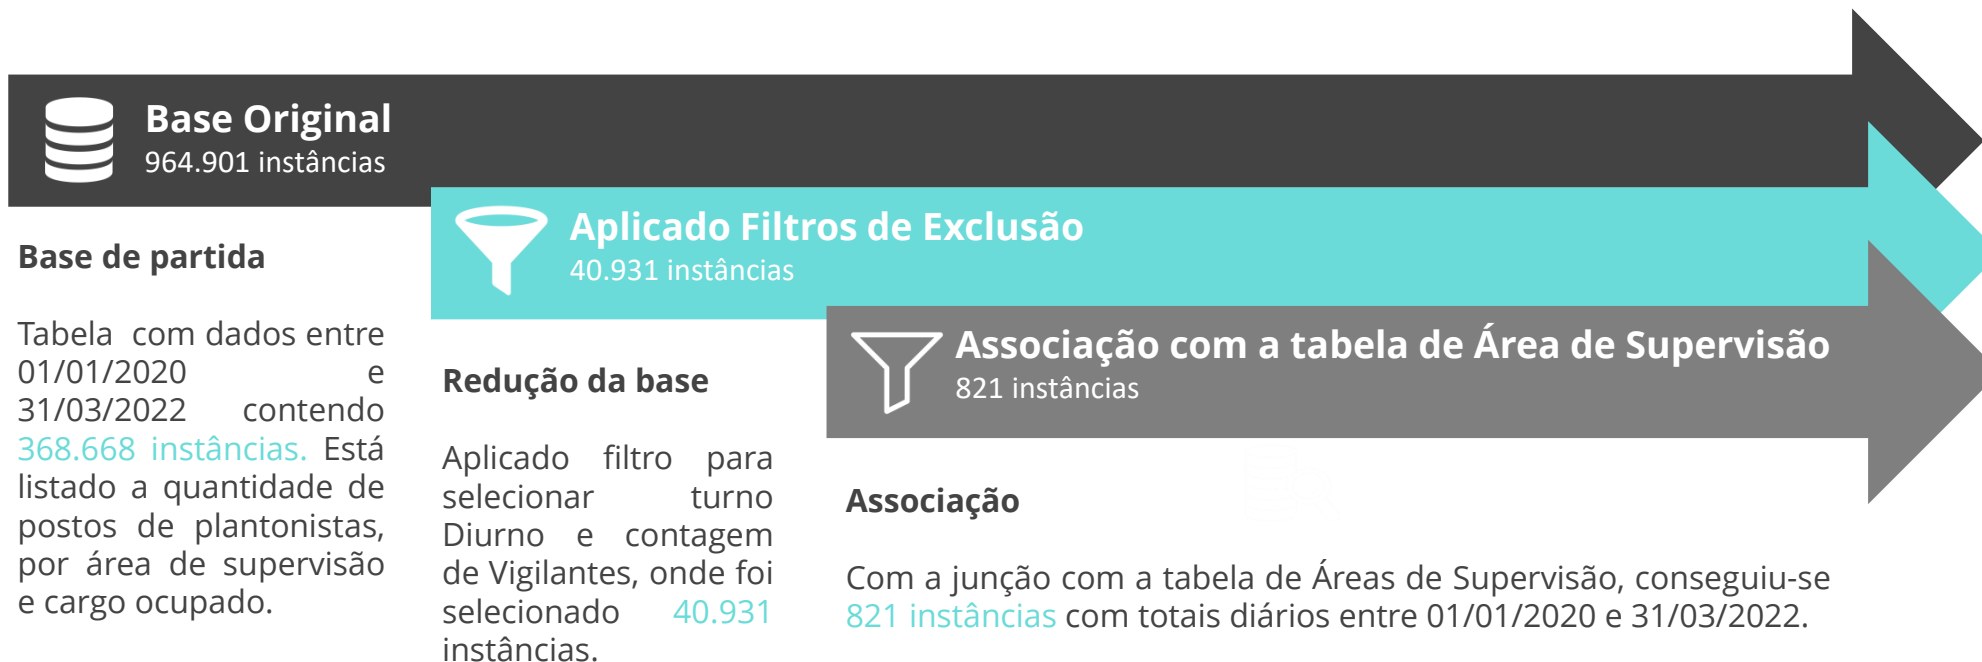 Base Original
964.901 instâncias
Base de partida
Tabela com dados entre
01/01/2020 e
31/03/2022 contendo
368.668 instâncias. Está
listado a quantidade de
postos de plantonistas,
por área de supervisão
e cargo ocupado.
Aplicado Filtros de Exclusão
40.931 instâncias
Redução da base
Aplicado filtro para
selecionar turno
Diurno e contagem
de Vigilantes, onde foi
selecionado 40.931
instâncias.
Associação com a tabela de Área de Supervisão
821 instâncias
Associação
Com a junção com a tabela de Áreas de Supervisão, conseguiu-se
821 instâncias com totais diários entre 01/01/2020 e 31/03/2022.